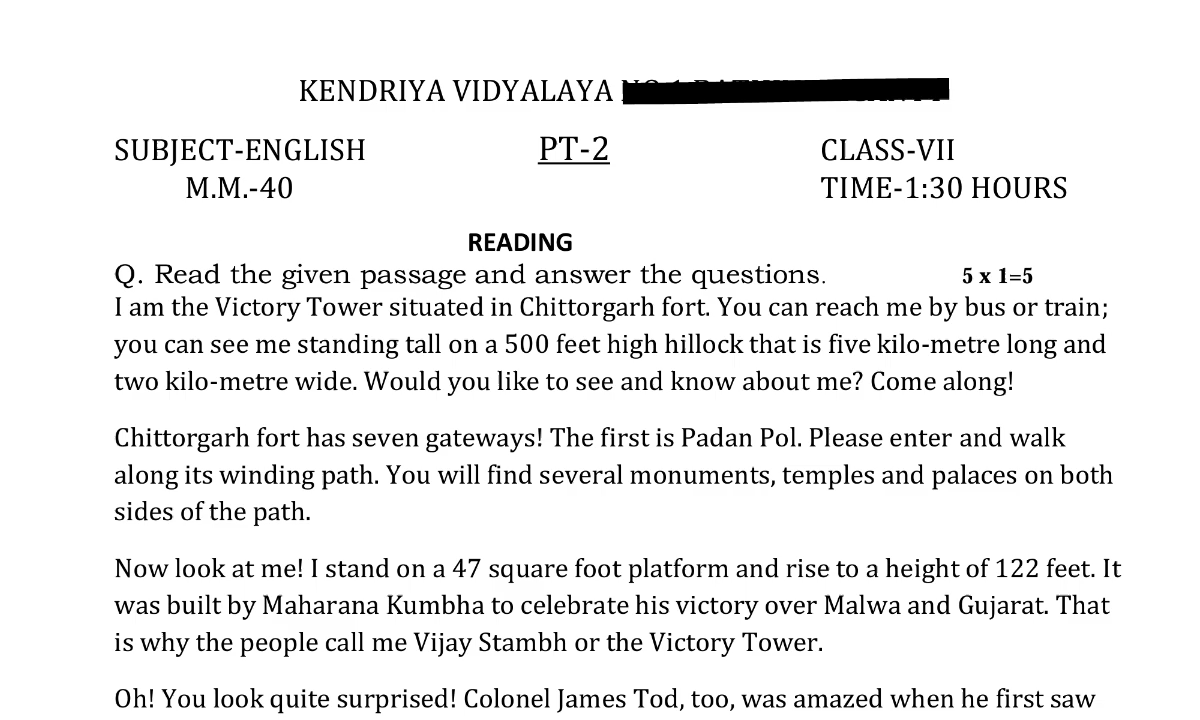 KENDRIYA VIDYALAYA
SUBJECT-ENGLISH PT-2 CLASS-VII
M.M.-40 TIME-1:30 HOURS
READING
Q. Read the given passage and answer the questions. 5 x 1=5
I am the Victory Tower situated in Chittorgarh fort. You can reach me by bus or train;
you can see me standing tall on a 500 feet high hillock that is five kilo-metre long and
two kilo-metre wide. Would you like to see and know about me? Come along!
Chittorgarh fort has seven gateways! The first is Padan Pol. Please enter and walk
along its winding path. You will find several monuments, temples and palaces on both
sides of the path.
Now look at me! I stand on a 47 square foot platform and rise to a height of 122 feet. It
was built by Maharana Kumbha to celebrate his victory over Malwa and Gujarat. That
is why the people call me Vijay Stambh or the Victory Tower.
Oh! You look quite surprised! Colonel James Tod, too, was amazed when he first saw